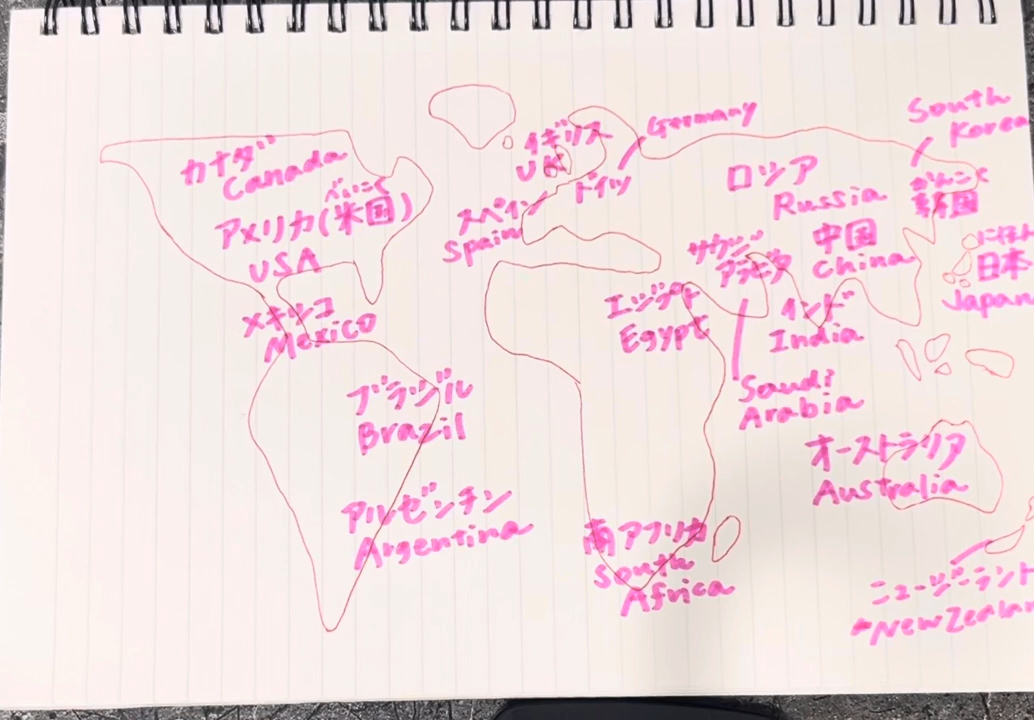 カナダ
Canada
べいこく
アメリカ(米国)
USA
メキシコ
Mexico
ブラジル
Brazil
アルゼンチン
Argentina
イギリス
UK
Germany
ドイツ
スペイン
Spain
ロシア
Russia
South
Korea
かんこく
韓国
中国
China
にほん
日本
Japan
サウジ
アラビア
Saudi
Arabia
インド
India
エジプト
Egypt
南アフリカ
South
Africa
オーストラリア
Australia
ニュージーランド
New Zealan